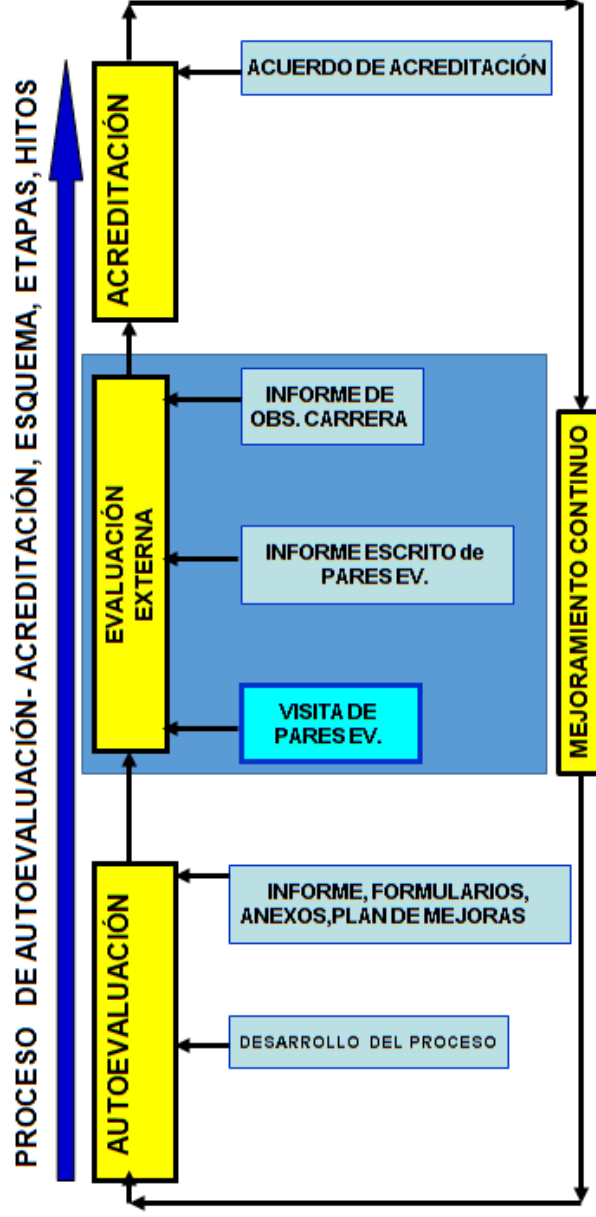 PROCESO DE AUTOEVALUACIÓN- ACREDITACIÓN, ESQUEMA, ETAPAS, HITOS
AUTOEVALUACIÓN
DESARROLLO DEL PROCESO
INFORME, FORMULARIOS,
ANEXOS,PLAN DE MEJORAS
EVALUACIÓN
EXTERNA
VISITA DE
PARES EV.
INFORME ESCRITO de
PARES EV.
INFORME DE
OBS. CARRERA
ACREDITACIÓN
ACUERDO DE ACREDITACIÓN
MEJORAMIENTO CONTINUO